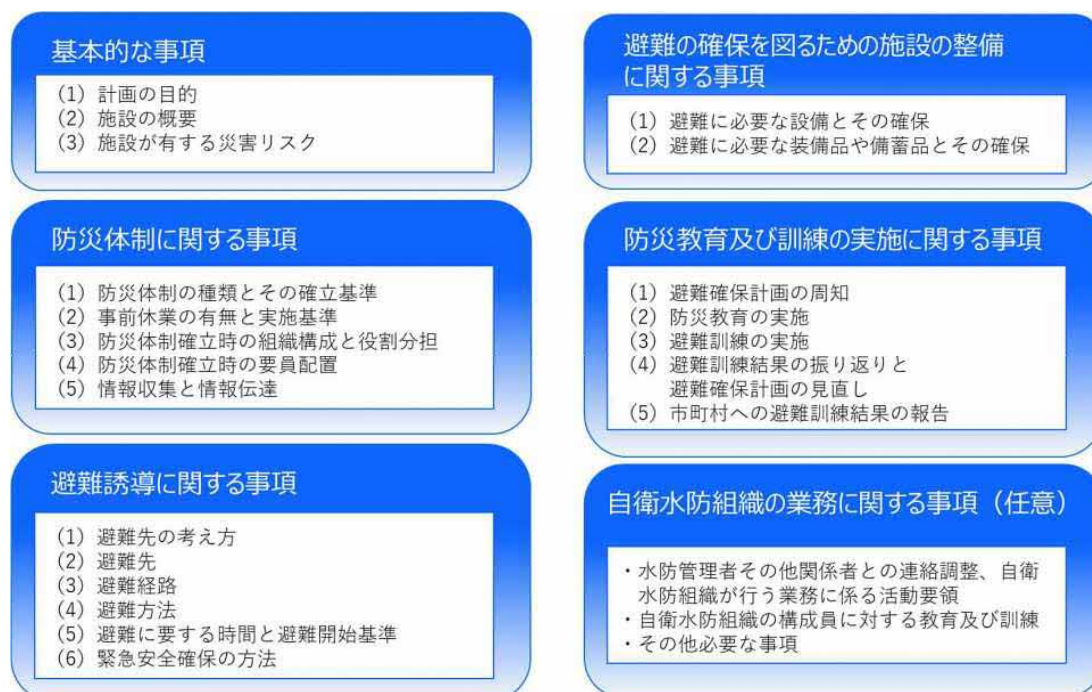 基本的な事項
(1) 計画の目的
(2) 施設の概要
(3) 施設が有する災害リスク
防災体制に関する事項
(1) 防災体制の種類とその確立基準
(2) 事前休業の有無と実施基準
(3) 防災体制確立時の組織構成と役割分担
(4) 防災体制確立時の要員配置
(5) 情報収集と情報伝達
避難誘導に関する事項
(1) 避難先の考え方
(2) 避難先
(3) 避難経路
(4) 避難方法
(5) 避難に要する時間と避難開始基準
(6) 緊急安全確保の方法
避難の確保を図るための施設の整備
に関する事項
(1) 避難に必要な設備とその確保
(2) 避難に必要な装備品や備蓄品とその確保
防災教育及び訓練の実施に関する事項
(1) 避難確保計画の周知
(2) 防災教育の実施
(3) 避難訓練の実施
(4) 避難訓練結果の振り返りと
避難確保計画の見直し
(5) 市町村への避難訓練結果の報告
自衛水防組織の業務に関する事項（任意）
・水防管理者その他関係者との連絡調整、自衛
水防組織が行う業務に係る活動要領
・自衛水防組織の構成員に対する教育及び訓練
・その他必要な事項